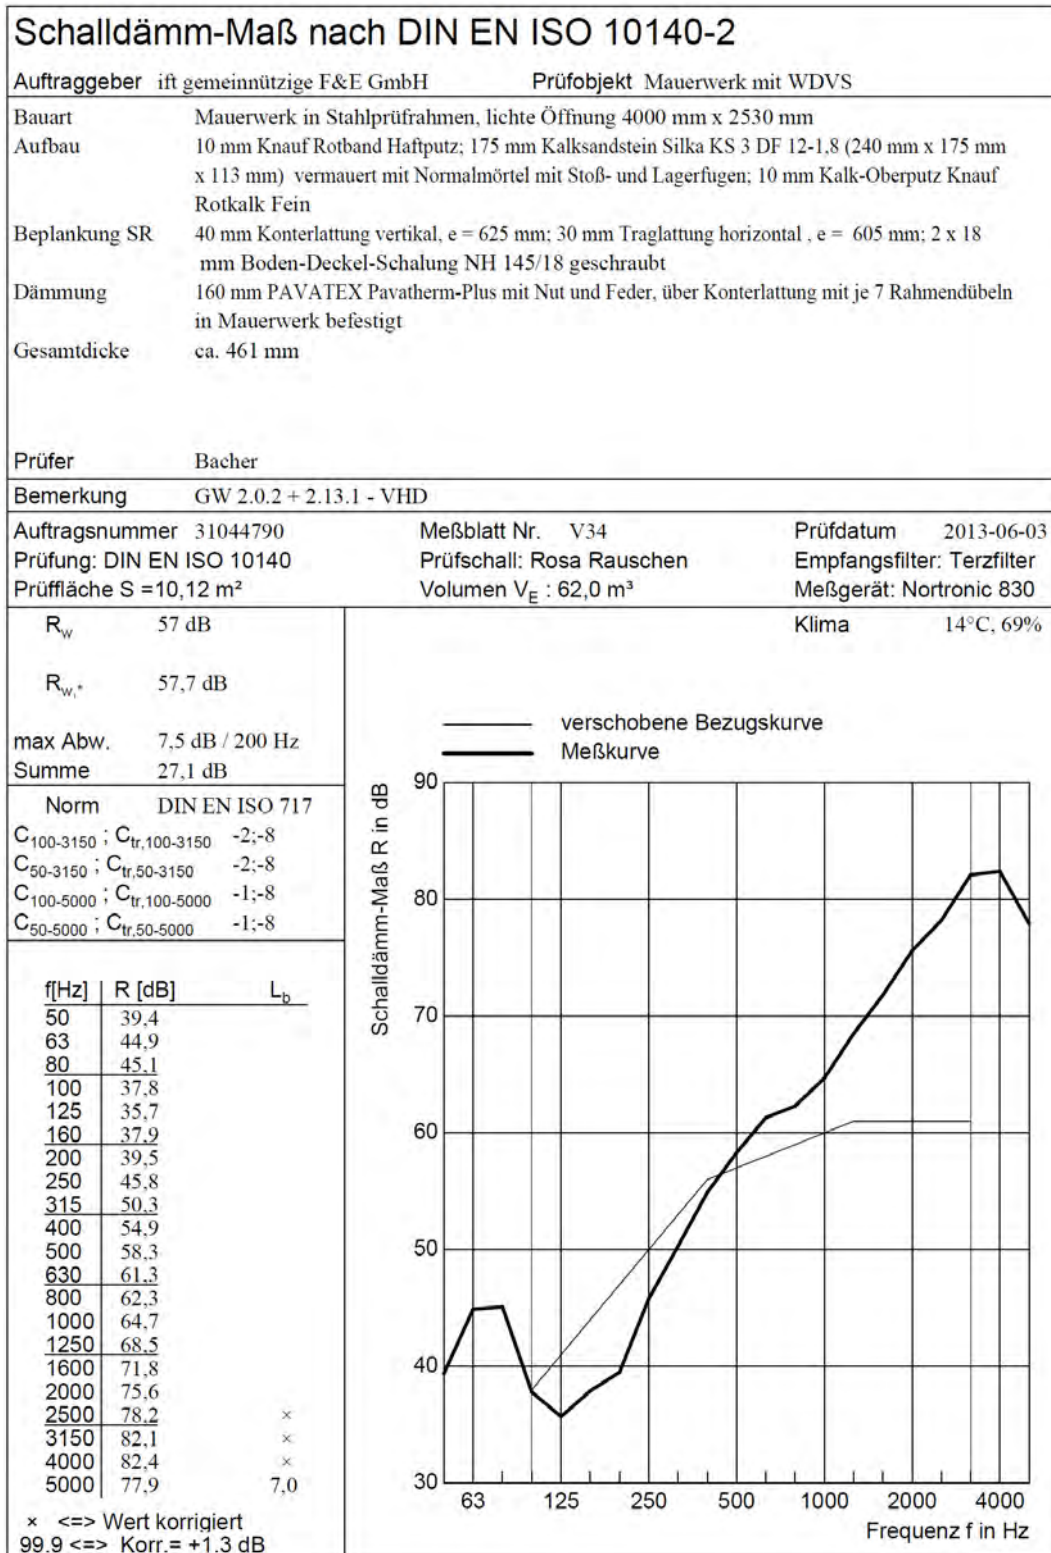 Schalldämm-Maß nach DIN EN ISO 10140-2
Auftraggeber ift gemeinnützige F&E GmbH Prüfobjekt Mauerwerk mit WDVS
Bauart Mauerwerk in Stahlprüfrahmen, lichte Öffnung 4000 mm x 2530 mm
Aufbau 10 mm Knauf Rotband Haftputz; 175 mm Kalksandstein Silka KS 3 DF 12-1,8 (240 mm x 175 mm
x 113 mm) vermauert mit Normalmörtel mit Stoß- und Lagerfugen; 10 mm Kalk-Oberputz Knauf
Rotkalk Fein
Beplankung SR 40 mm Konterlattung vertikal, e = 625 mm; 30 mm Traglattung horizontal , e = 605 mm; 2 x 18
mm Boden-Deckel-Schalung NH 145/18 geschraubt
Dämmung 160 mm PAVATEX Pavatherm-Plus mit Nut und Feder, über Konterlattung mit je 7 Rahmendübeln
in Mauerwerk befestigt
Gesamtdicke ca. 461 mm
Prüfer Bacher
Bemerkung GW 2.0.2 + 2.13.1 - VHD
Auftragsnummer 31044790 Meßblatt Nr. V34 Prüfdatum 2013-06-03
Prüfung: DIN EN ISO 10140 Prüfschall: Rosa Rauschen Empfangsfilter: Terzfilter
Prüffläche S =10,12 m² Volumen VE : 62,0 m³ Meßgerät: Nortronic 830
Rw 57 dB
Rw,* 57,7 dB
max Abw. 7,5 dB / 200 Hz
Summe 27,1 dB
Norm DIN EN ISO 717
C100-3150 ; Ctr,100-3150 -2;-8
C50-3150 ; Ctr,50-3150 -2;-8
C100-5000 ; Ctr,100-5000 -1;-8
C50-5000 ; Ctr,50-5000 -1;-8
f[Hz] R [dB] Lb
50 39,4
63 44,9
80 45,1
100 37,8
125 35,7
160 37,9
200 39,5
250 45,8
315 50,3
400 54,9
500 58,3
630 61,3
800 62,3
1000 64,7
1250 68,5
1600 71,8
2000 75,6
2500 78,2 ×
3150 82,1 ×
4000 82,4 ×
5000 77,9 7,0
× <=> Wert korrigiert
99,9 <=> Korr.= +1,3 dB
Klima 14°C, 69%
verschobene Bezugskurve
Meßkurve
Schalldämm-Maß R in dB
90
80
70
60
50
40
30
63 125 250 500 1000 2000 4000
Frequenz f in Hz